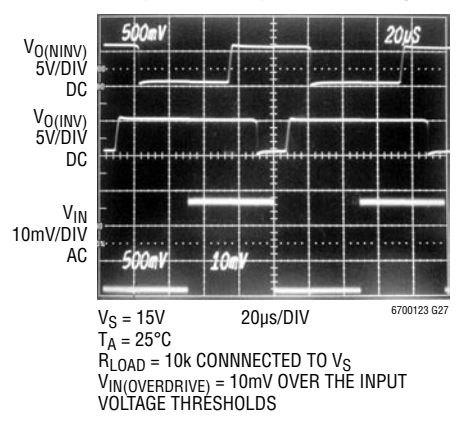 500mV 20µS
V_O(NINV)
5V/DIV
DC
V_O(INV)
5V/DIV
DC
V_IN
10mV/DIV
AC
500mV 10mV
6700123 G27
V_S = 15V 20µs/DIV
T_A = 25°C
R_LOAD = 10k CONNNECTED TO V_S
V_IN(OVERDRIVE) = 10mV OVER THE INPUT
VOLTAGE THRESHOLDS